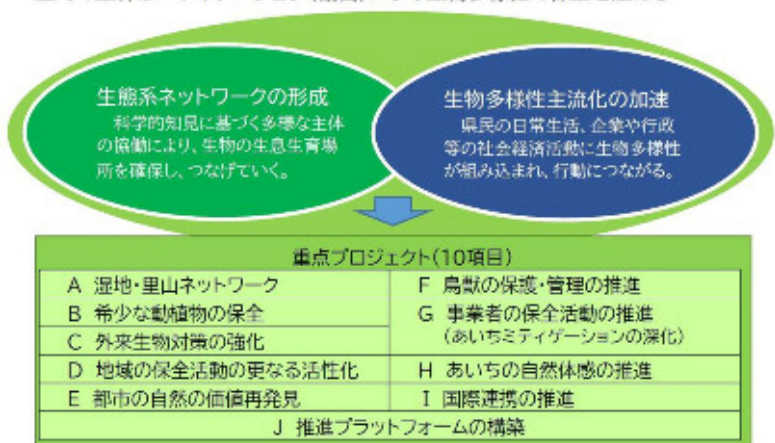 生態系ネットワークの形成
科学的知見に基づく多様な主体
の協働により、生物の生息生育場
所を確保し、つなげていく。
生物多様性主流化の加速
県民の日常生活、企業や行政
等の社会経済活動に生物多様性
が組み込まれ、行動につながる。
重点プロジェクト(10項目)
A 湿地・里山ネットワーク
B 希少な動植物の保全
C 外来生物対策の強化
D 地域の保全活動の更なる活性化
E 都市の自然の価値再発見
F 鳥獣の保護・管理の推進
G 事業者の保全活動の推進
(あいちミティゲーションの深化)
H あいちの自然体感の推進
I 国際連携の推進
J 推進プラットフォームの構築